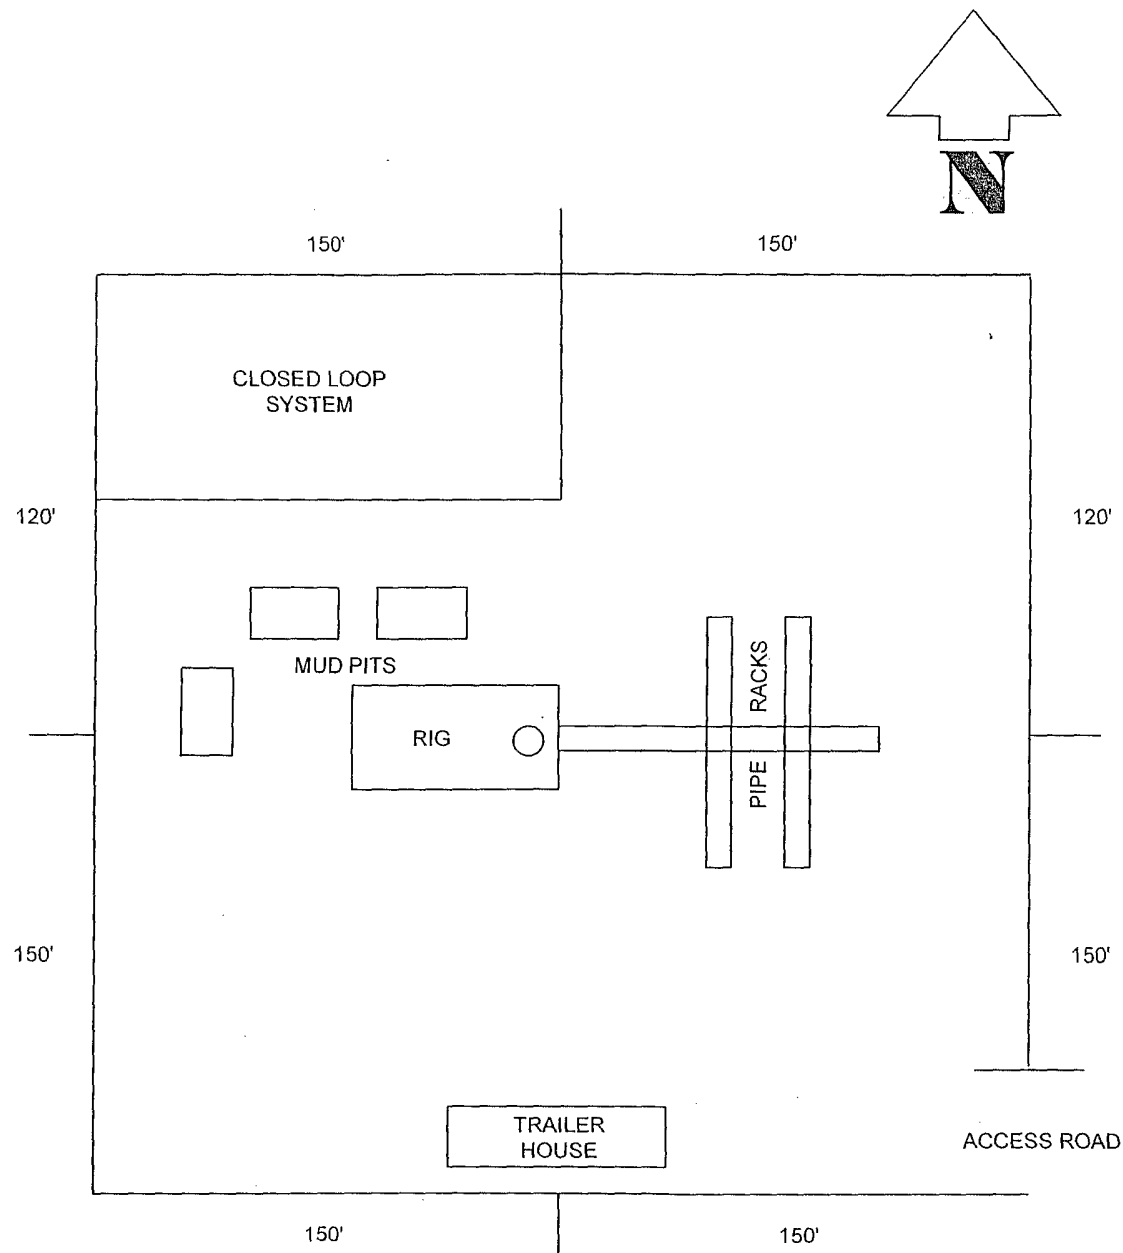 N
150'
150'
CLOSED LOOP
SYSTEM
120'
120'
MUD PITS
RIG
PIPE RACKS
150'
150'
TRAILER
HOUSE
ACCESS ROAD
150'
150'